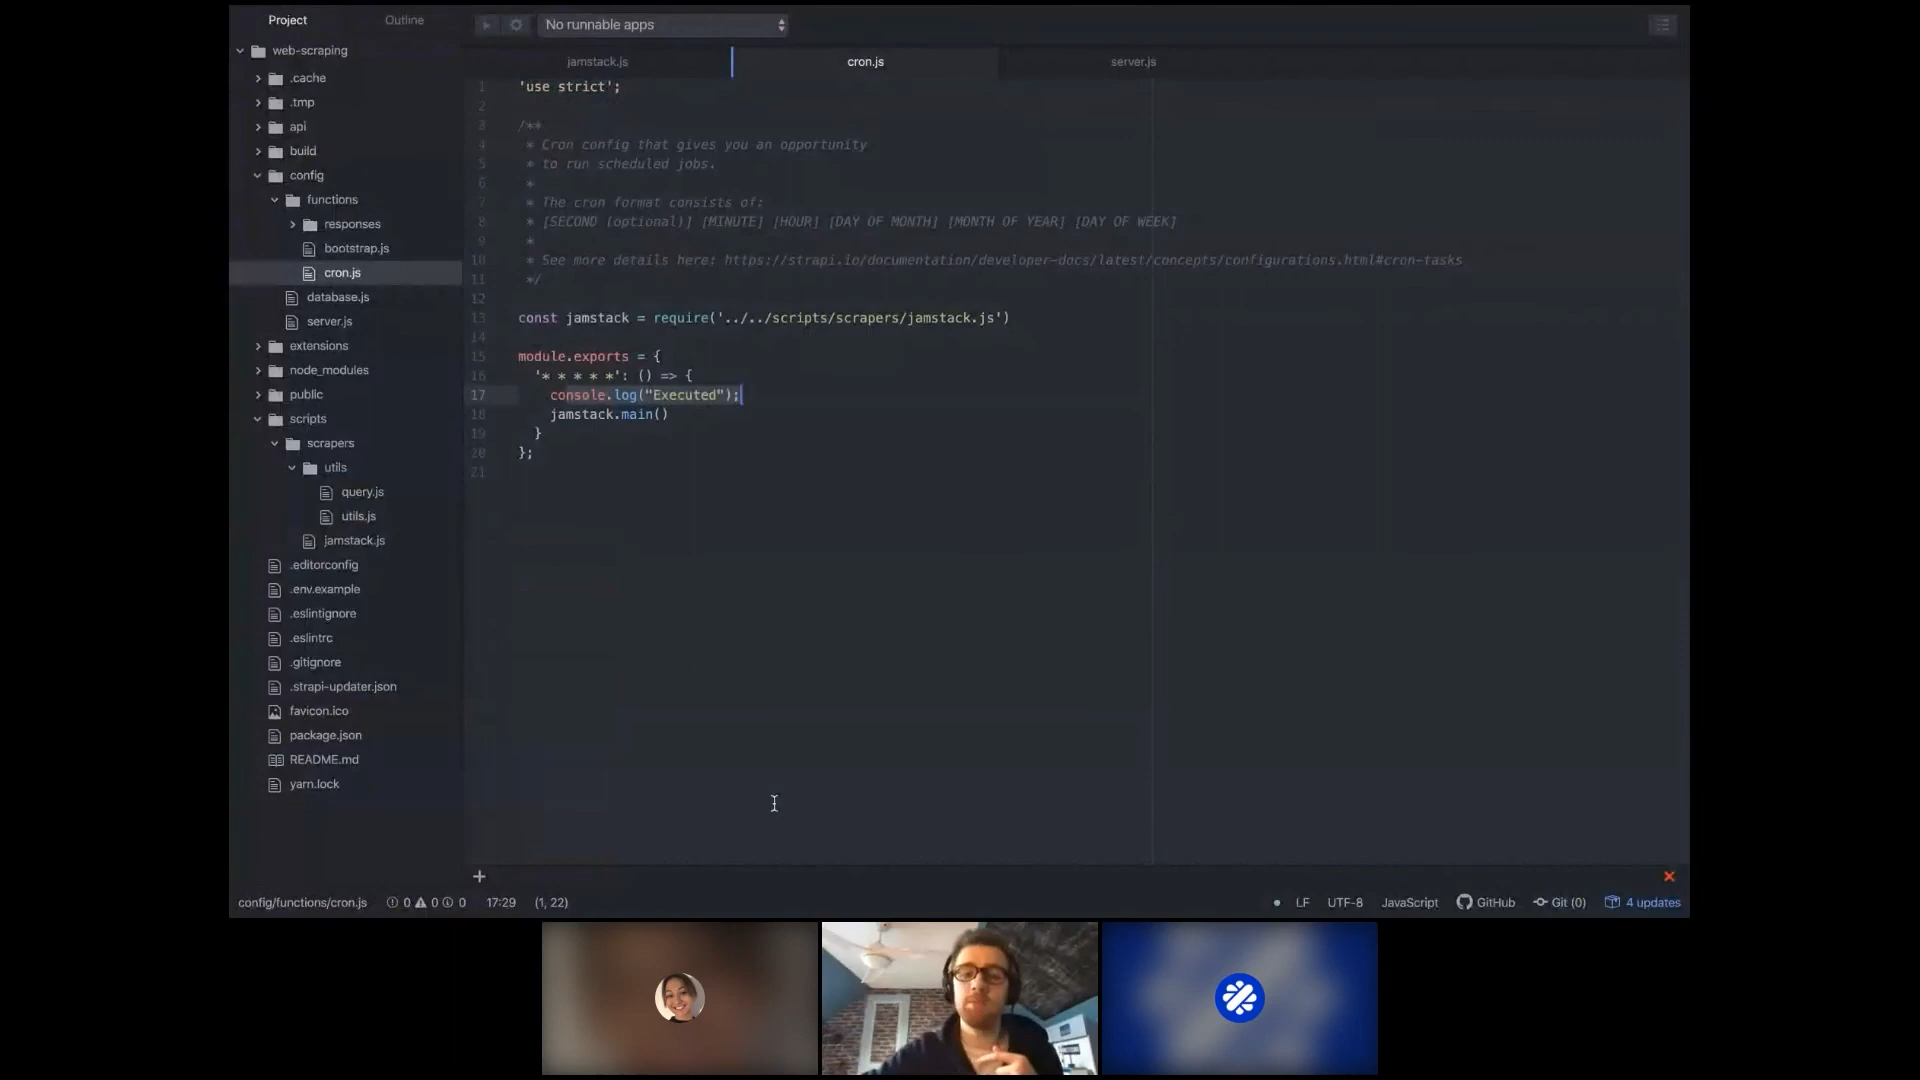 Project
Outline
No runnable apps
web-scraping
.cache
.tmp
api
build
config
functions
responses
bootstrap.js
cron.js
database.js
server.js
extensions
node_modules
public
scripts
scrapers
utils
query.js
utils.js
jamstack.js
.editorconfig
.env.example
.eslintignore
.eslintrc
.gitignore
.strapi-updater.json
favicon.ico
package.json
README.md
yarn.lock
jamstack.js
cron.js
server.js
1 'use strict';
2
3 /**
4 * Cron config that gives you an opportunity
5 * to run scheduled jobs.
6 *
7 * The cron format consists of:
8 * [SECOND (optional)] [MINUTE] [HOUR] [DAY OF MONTH] [MONTH OF YEAR] [DAY OF WEEK]
9 *
10 * See more details here: https://strapi.io/documentation/developer-docs/latest/concepts/configurations.html#cron-tasks
11 */
12
13 const jamstack = require('../../scripts/scrapers/jamstack.js')
14
15 module.exports = {
16 '* * * * *': () => {
17 console.log("Executed");
18 jamstack.main()
19 }
20 };
21
config/functions/cron.js 0 0 0 17:29 (1, 22)
LF UTF-8 JavaScript GitHub Git (0) 4 updates